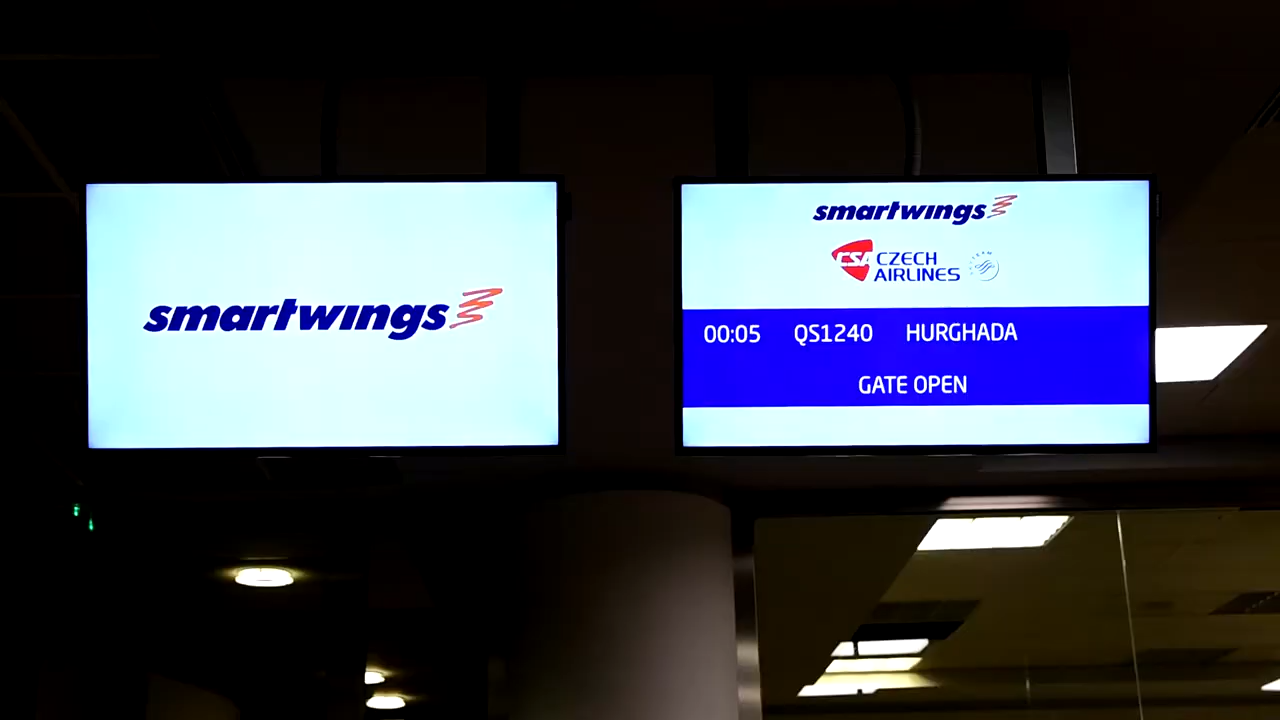 smartwings
smartwings
CSA CZECH
AIRLINES
00:05 QS1240 HURGHADA
GATE OPEN